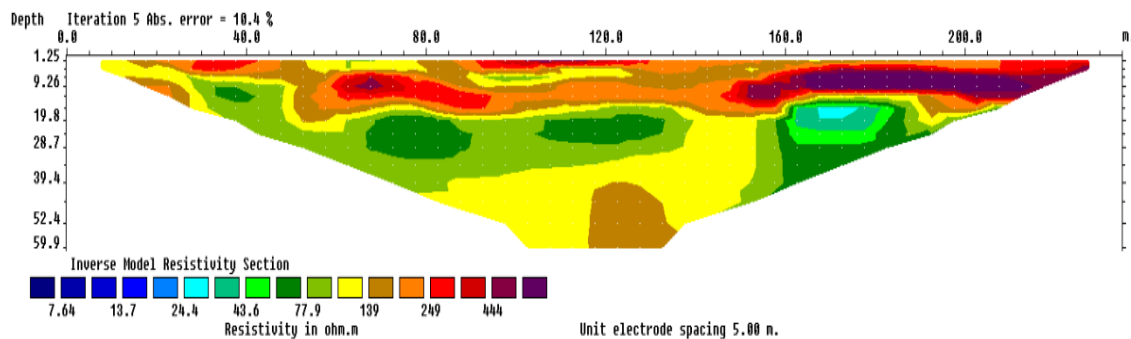 Depth Iteration 5 Abs. error = 10.4 %
0.0 40.0 80.0 120.0 160.0 200.0 m
1.25
9.26
19.8
28.7
39.4
52.4
59.9
Inverse Model Resistivity Section
7.64 13.7 24.4 43.6 77.9 139 249 444
Resistivity in ohm.m Unit electrode spacing 5.00 m.